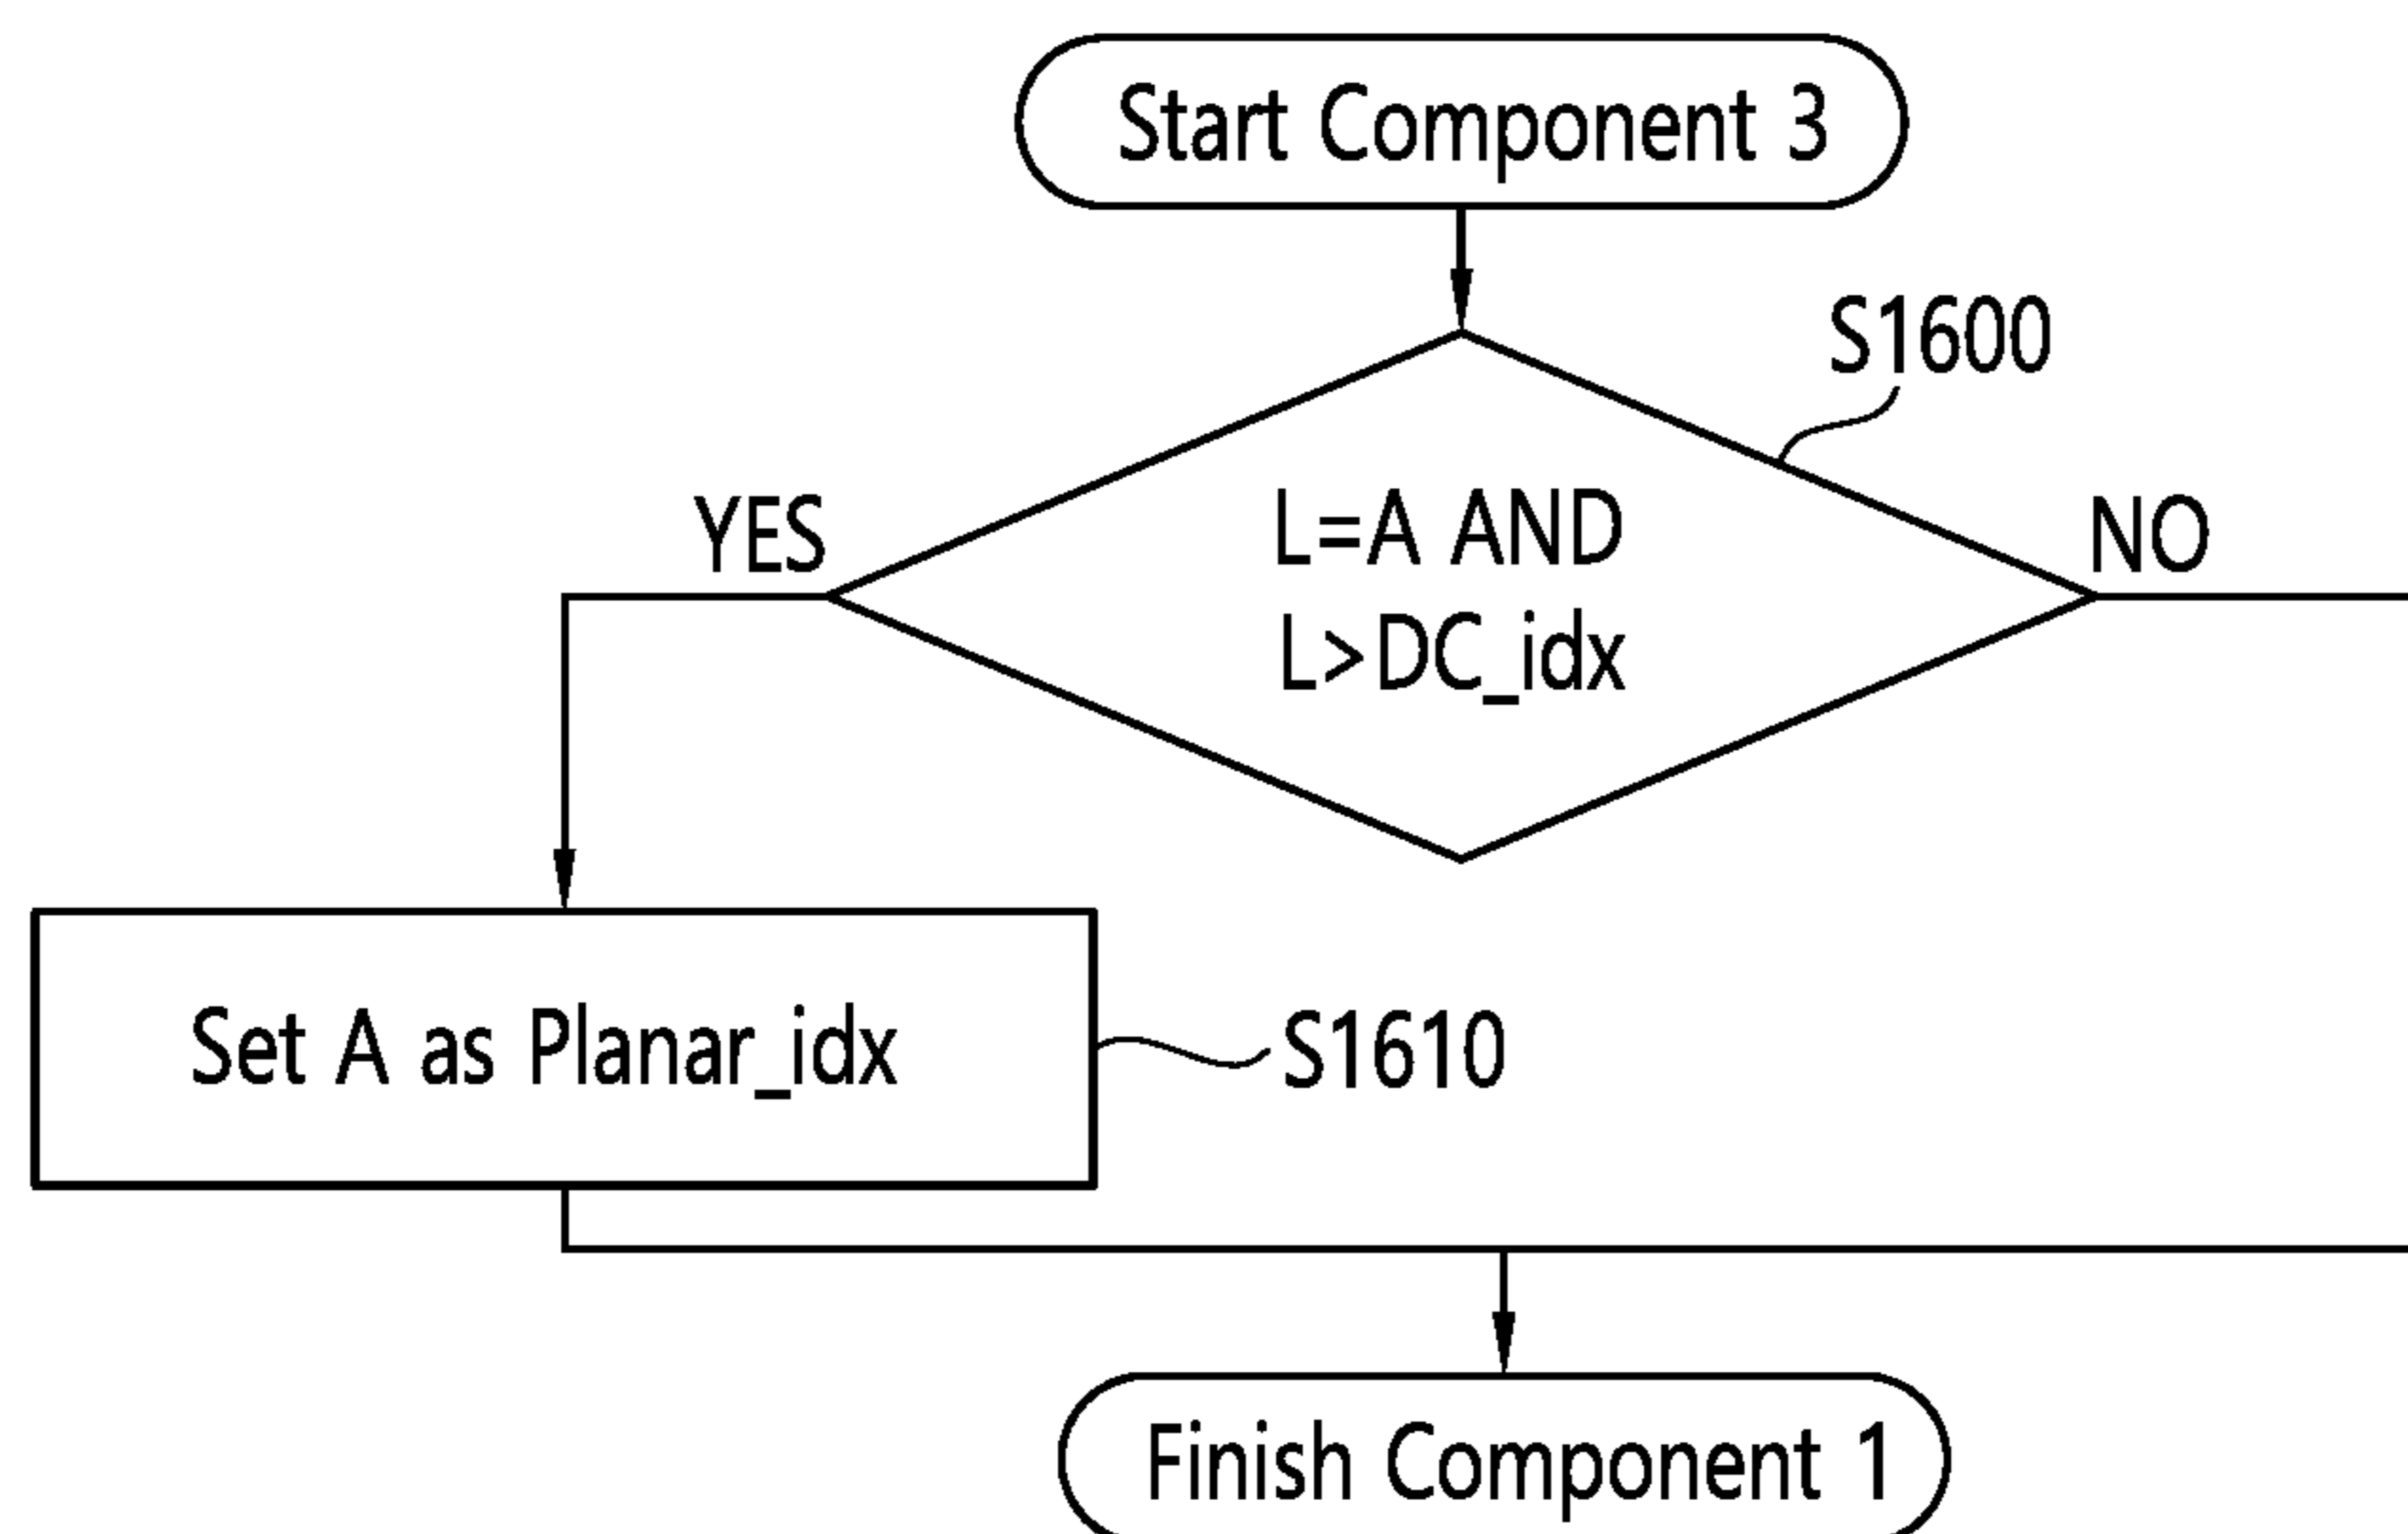 Start Component 3
S1600
YES
L=A AND
L>DC_idx
NO
Set A as Planar_idx
S1610
Finish Component 1